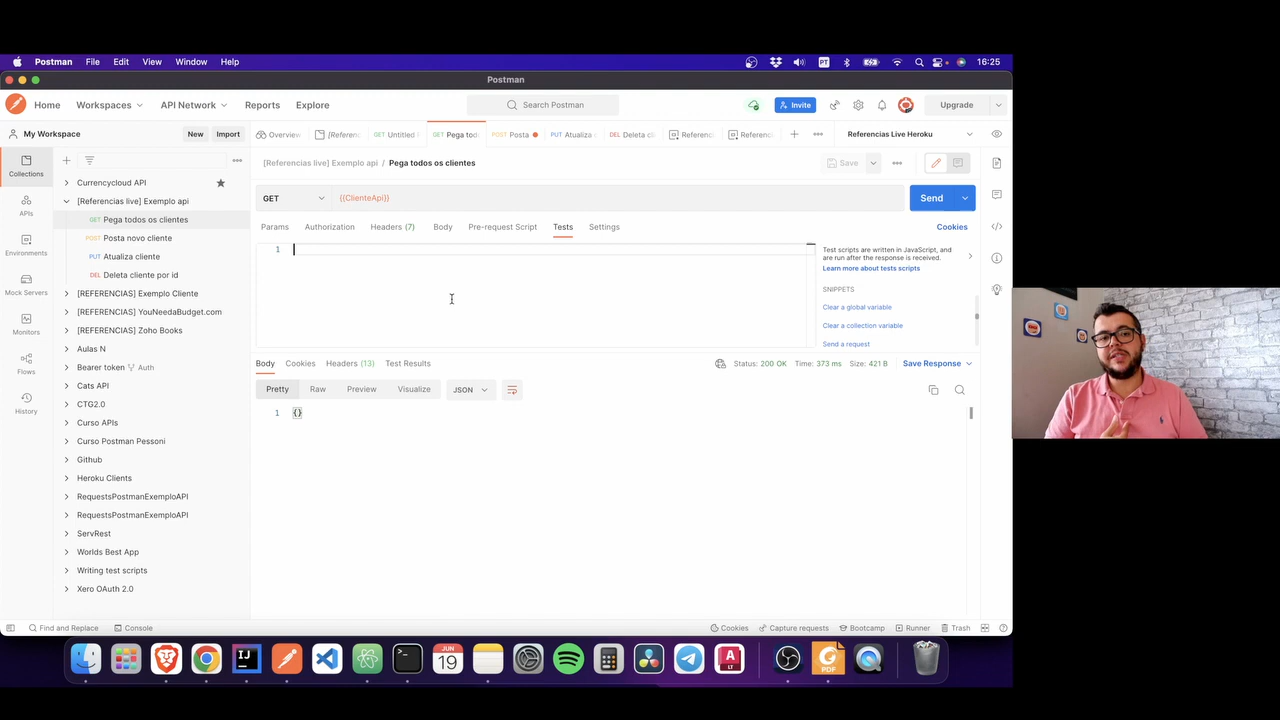 Postman File Edit View Window Help PT 16:25
Postman
Home Workspaces API Network Reports Explore Search Postman Invite Upgrade
My Workspace New Import Overview (Referenc Untitled GET Pega tod POST Posta PUT Atualiza c DEL Deleta cli Referenci Referenc Referencias Live Heroku
[Referencias live] Exemplo api / Pega todos os clientes Save
GET {{ClienteApi}} Send
Params Authorization Headers (7) Body Pre-request Script Tests Settings Cookies
1
Test scripts are written in JavaScript, and
are run after the response is received.
Learn more about tests scripts
SNIPPETS
Clear a global variable
Clear a collection variable
Send a request
Body Cookies Headers (13) Test Results Status: 200 OK Time: 373 ms Size: 421 B Save Response
Pretty Raw Preview Visualize JSON
1 {}
Collections
APIs
Environments
Mock Servers
Monitors
Flows
History
Currencycloud API
[Referencias live] Exemplo api
GET Pega todos os clientes
POST Posta novo cliente
PUT Atualiza cliente
DEL Deleta cliente por id
[REFERENCIAS] Exemplo Cliente
[REFERENCIAS] YouNeedaBudget.com
[REFERENCIAS] Zoho Books
Aulas N
Bearer token Auth
Cats API
CTG2.0
Curso APIs
Curso Postman Pessoni
Github
Heroku Clients
RequestsPostmanExemploAPI
RequestsPostmanExemploAPI
ServRest
Worlds Best App
Writing test scripts
Xero OAuth 2.0
Find and Replace Console Cookies Capture requests Bootcamp Runner Trash
JUN
19
PDF